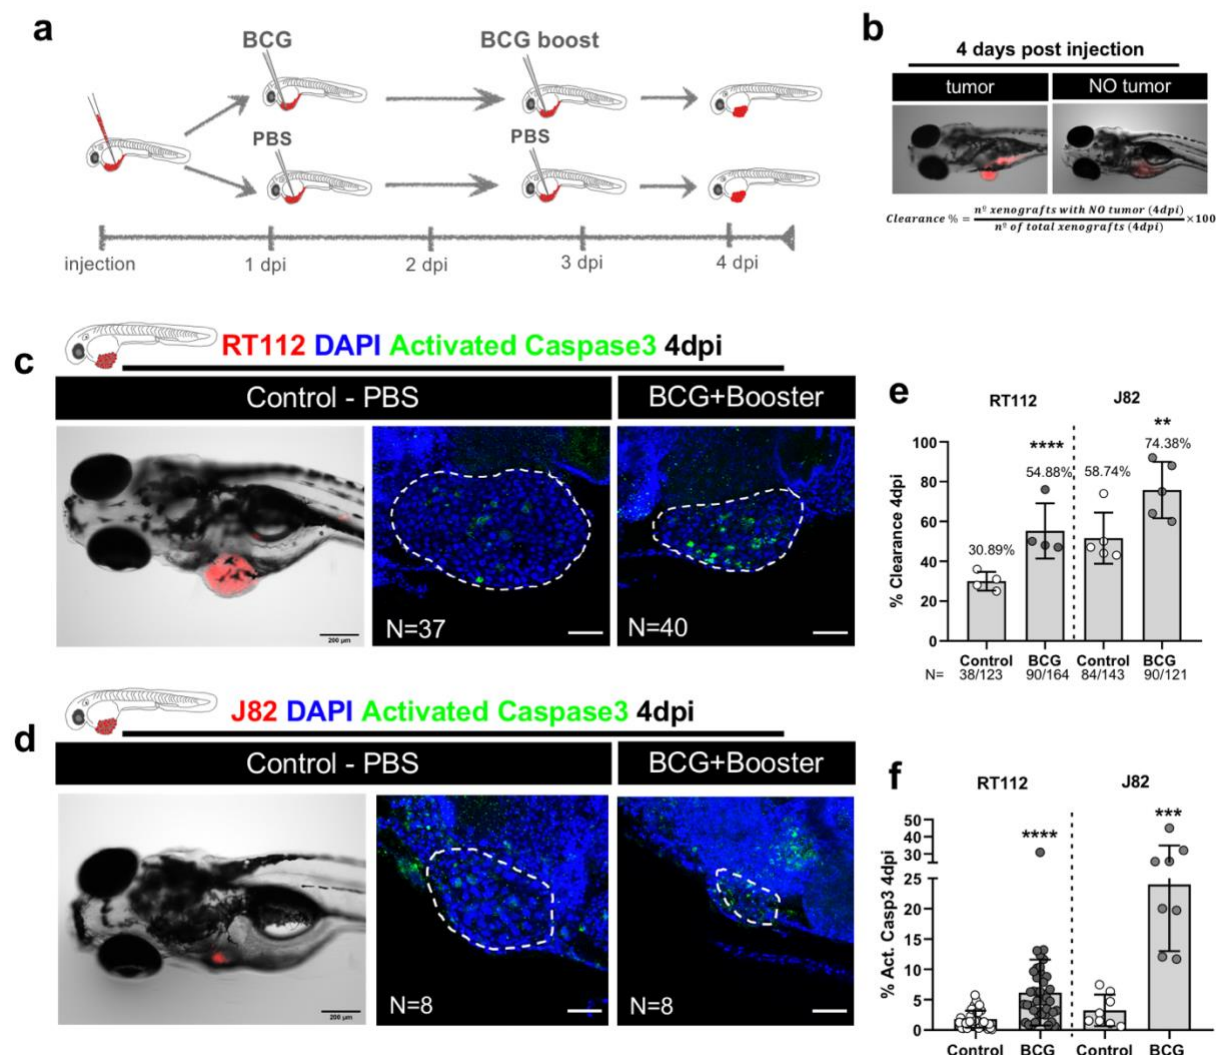 a
BCG
BCG boost
PBS
PBS
injection
1 dpi
2 dpi
3 dpi
4 dpi
b
4 days post injection
tumor
NO tumor
Clearance % = nº xenografts with NO tumor (4dpi) / nº of total xenografts (4dpi) ×100
c
RT112 DAPI Activated Caspase3 4dpi
Control - PBS
BCG+Booster
200 µm
N=37
N=40
d
J82 DAPI Activated Caspase3 4dpi
Control - PBS
BCG+Booster
200 µm
N=8
N=8
e
RT112
J82
% Clearance 4dpi
100
80
60
40
20
0
30.89%
****
54.88%
58.74%
**
74.38%
Control
BCG
Control
BCG
N=
38/123
90/164
84/143
90/121
f
RT112
J82
% Act. Casp3 4dpi
50
40
30
25
20
15
10
5
0
****
***
Control
BCG
Control
BCG